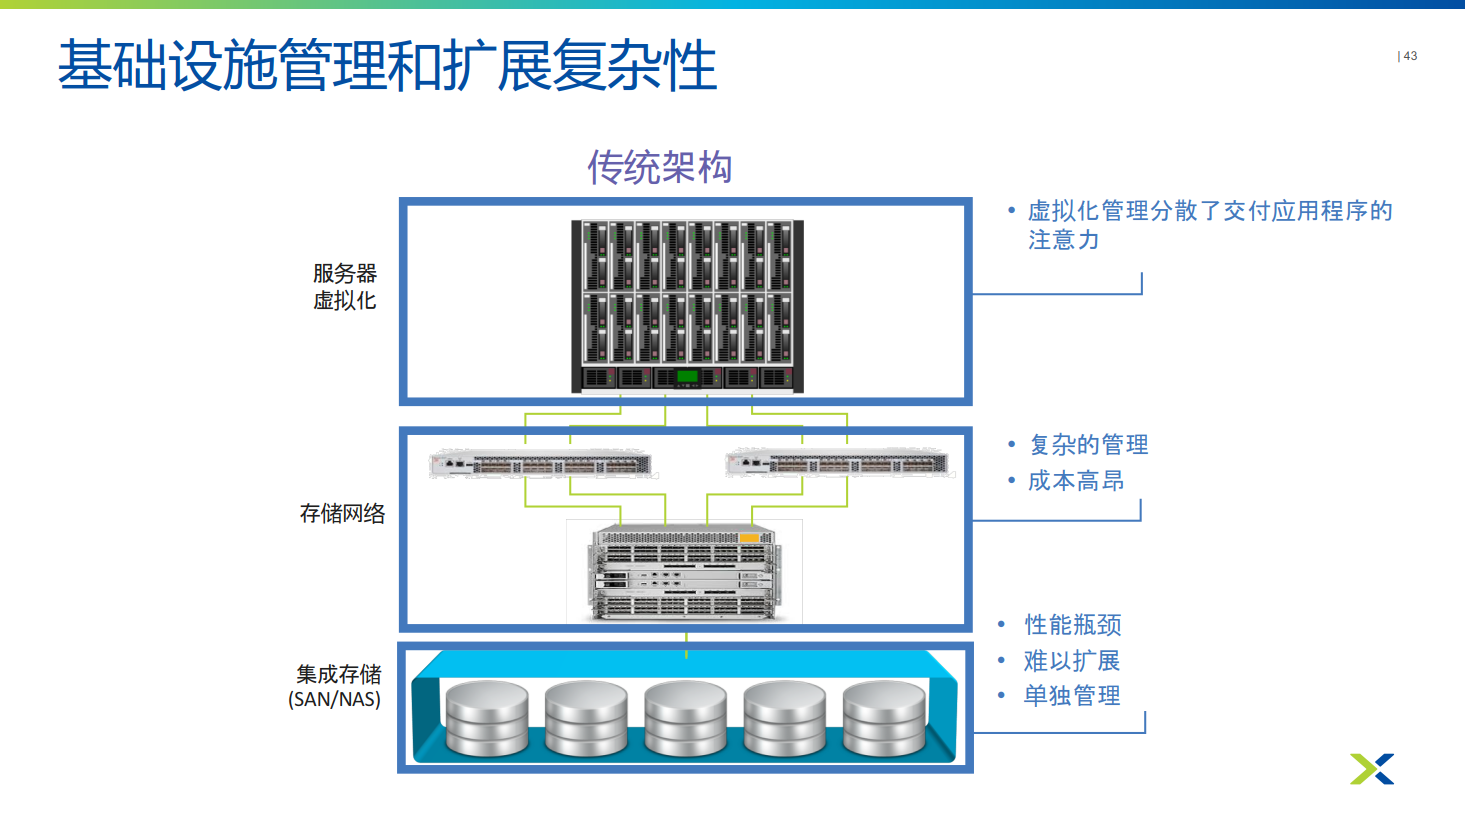 基础设施管理和扩展复杂性
| 43
传统架构
服务器
虚拟化
• 虚拟化管理分散了交付应用程序的
注意力
存储网络
• 复杂的管理
• 成本高昂
集成存储
(SAN/NAS)
• 性能瓶颈
• 难以扩展
• 单独管理